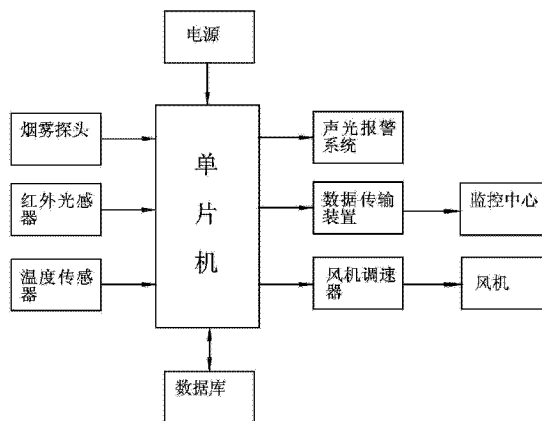 电源
烟雾探头
红外光感
器
温度传感
器
单
片
机
声光报警
系统
数据传输
装置
监控中心
风机调速
器
风机
数据库